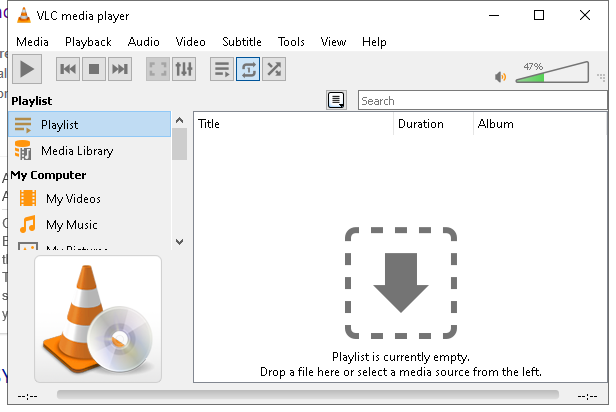 VLC media player
Media Playback Audio Video Subtitle Tools View Help
47%
Playlist
Search
Playlist
Media Library
My Computer
My Videos
My Music
My Pictures
Title Duration Album
Playlist is currently empty.
Drop a file here or select a media source from the left.
--:-- --:--